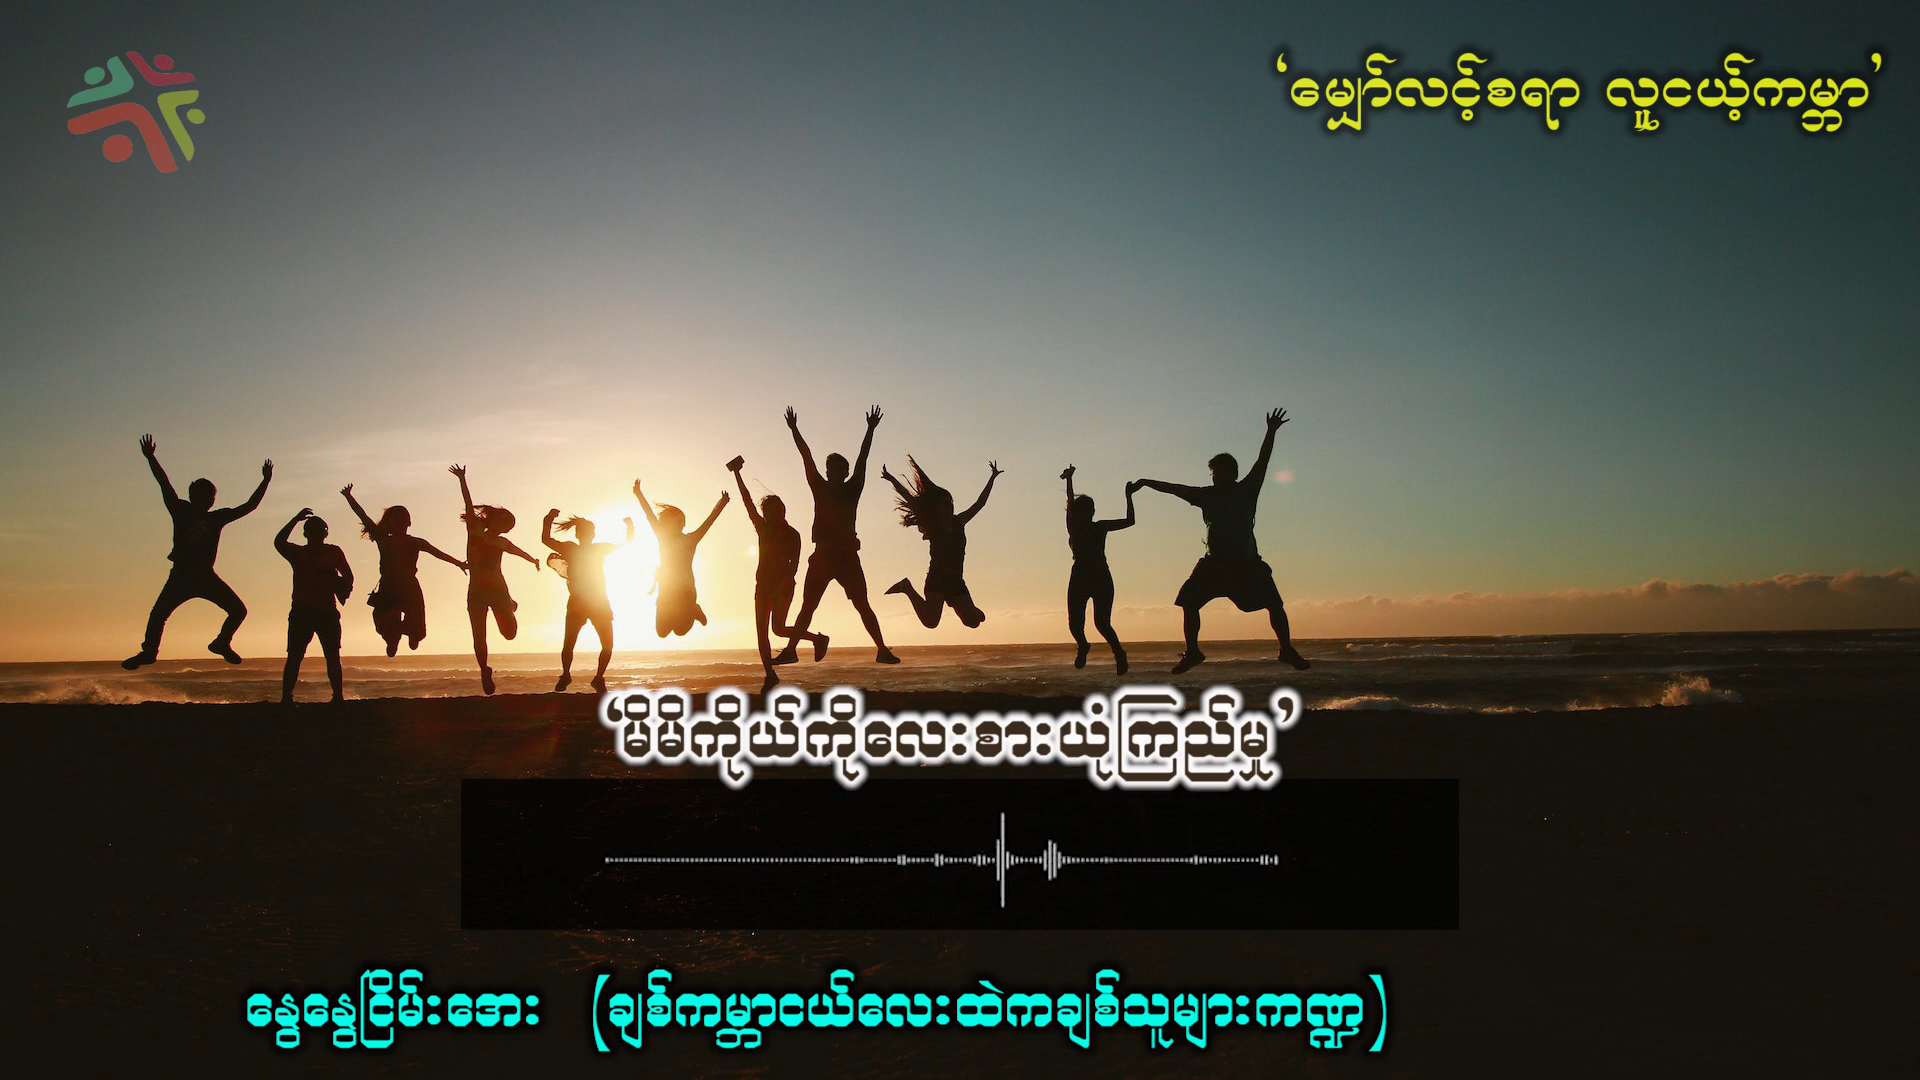 ‘မျှော်လင့်စရာ လူငယ့်ကမ္ဘာ’
‘မိမိကိုယ်ကိုလေးစားယုံကြည်မှု’
နွေနွေငြိမ်းအေး (ချစ်ကမ္ဘာငယ်လေးထဲကချစ်သူများကဏ္ဍ)